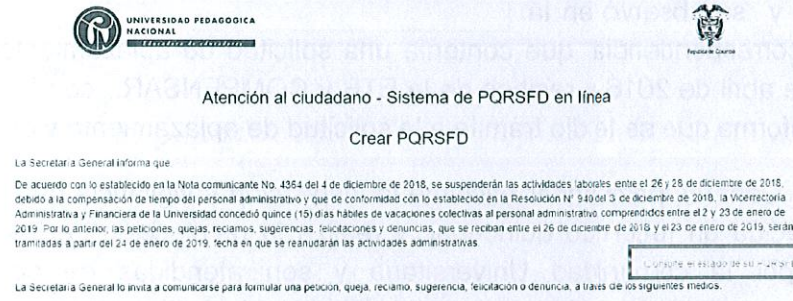 UNIVERSIDAD PEDAGOGICA
NACIONAL
Atención al ciudadano - Sistema de PQRSFD en línea
Crear PQRSFD
La Secretaría General informa que
De acuerdo con lo establecido en la Nota comunicante No. 4364 del 4 de diciembre de 2018, se suspenderán las actividades laborales entre el 26 y 28 de diciembre de 2018,
debido a la compensación de tiempo del personal administrativo y que de conformidad con lo establecido en la Resolución N° 940 del 3 de diciembre de 2018, la Vicerrectoría
Administrativa y Financiera de la Universidad concedió quince (15) días hábiles de vacaciones colectivas al personal administrativo comprendidos entre el 2 y 23 de enero de
2019. Por lo anterior, las peticiones, quejas, reclamos, sugerencias, felicitaciones y denuncias, que se reciban entre el 26 de diciembre de 2018 y el 23 de enero de 2019, serán
tramitadas a partir del 24 de enero de 2019, fecha en que se reanudarán las actividades administrativas.
Consulte el estado de su PQRSFD
La Secretaría General lo invita a comunicarse para formular una petición, queja, reclamo, sugerencia, felicitación o denuncia, a través de los siguientes medios.